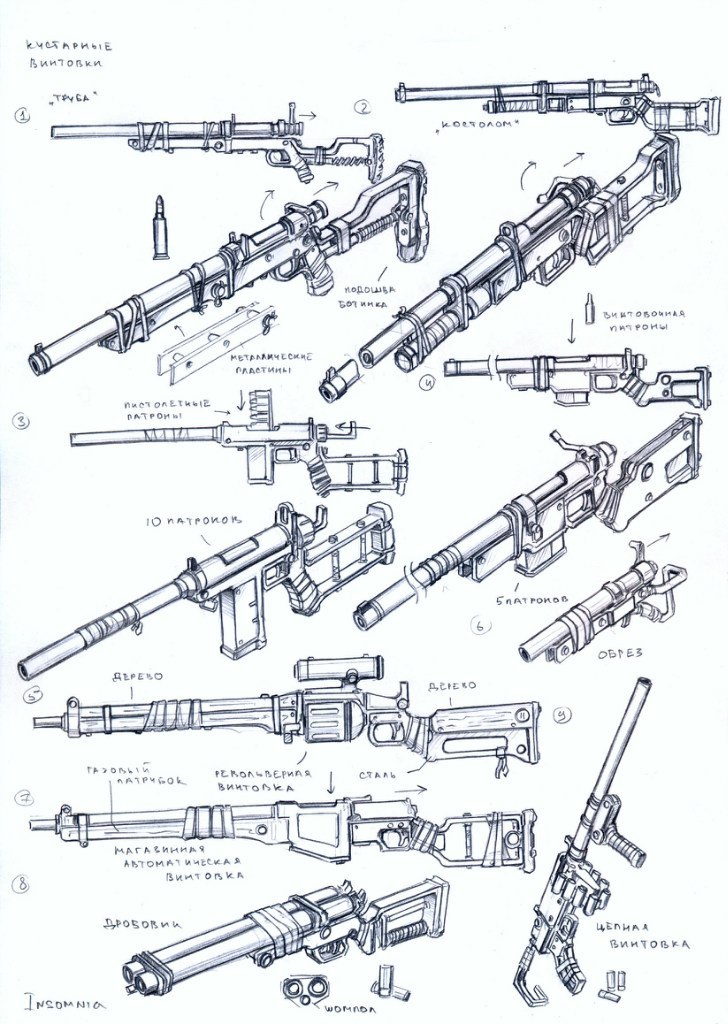 КУСТАРНЫЕ
ВИНТОВКИ
1
„ТРУБА“
2
„КОСТОЛОМ“
ПОДОШВА
БОТИНКА
МЕТАЛЛИЧЕСКИЕ
ПЛАСТИНЫ
ВИНТОВОЧНАЯ
ПАТРОНЫ
3
ПИСТОЛЕТНЫЕ
ПАТРОНЫ
4
10 ПАТРОНОВ
5 ПАТРОНОВ
6
ОБРЕЗ
5
ДЕРЕВО
ДЕРЕВО
РЕВОЛЬВЕРНАЯ
ВИНТОВКА
СТАЛЬ
7
ГАЗОВЫЙ
ПАТРУБОК
МАГАЗИННАЯ
АВТОМАТИЧЕСКАЯ
ВИНТОВКА
8
ДРОБОВИК
ШОМПОЛ
9
ЦЕПНАЯ
ВИНТОВКА
INSOMNIA